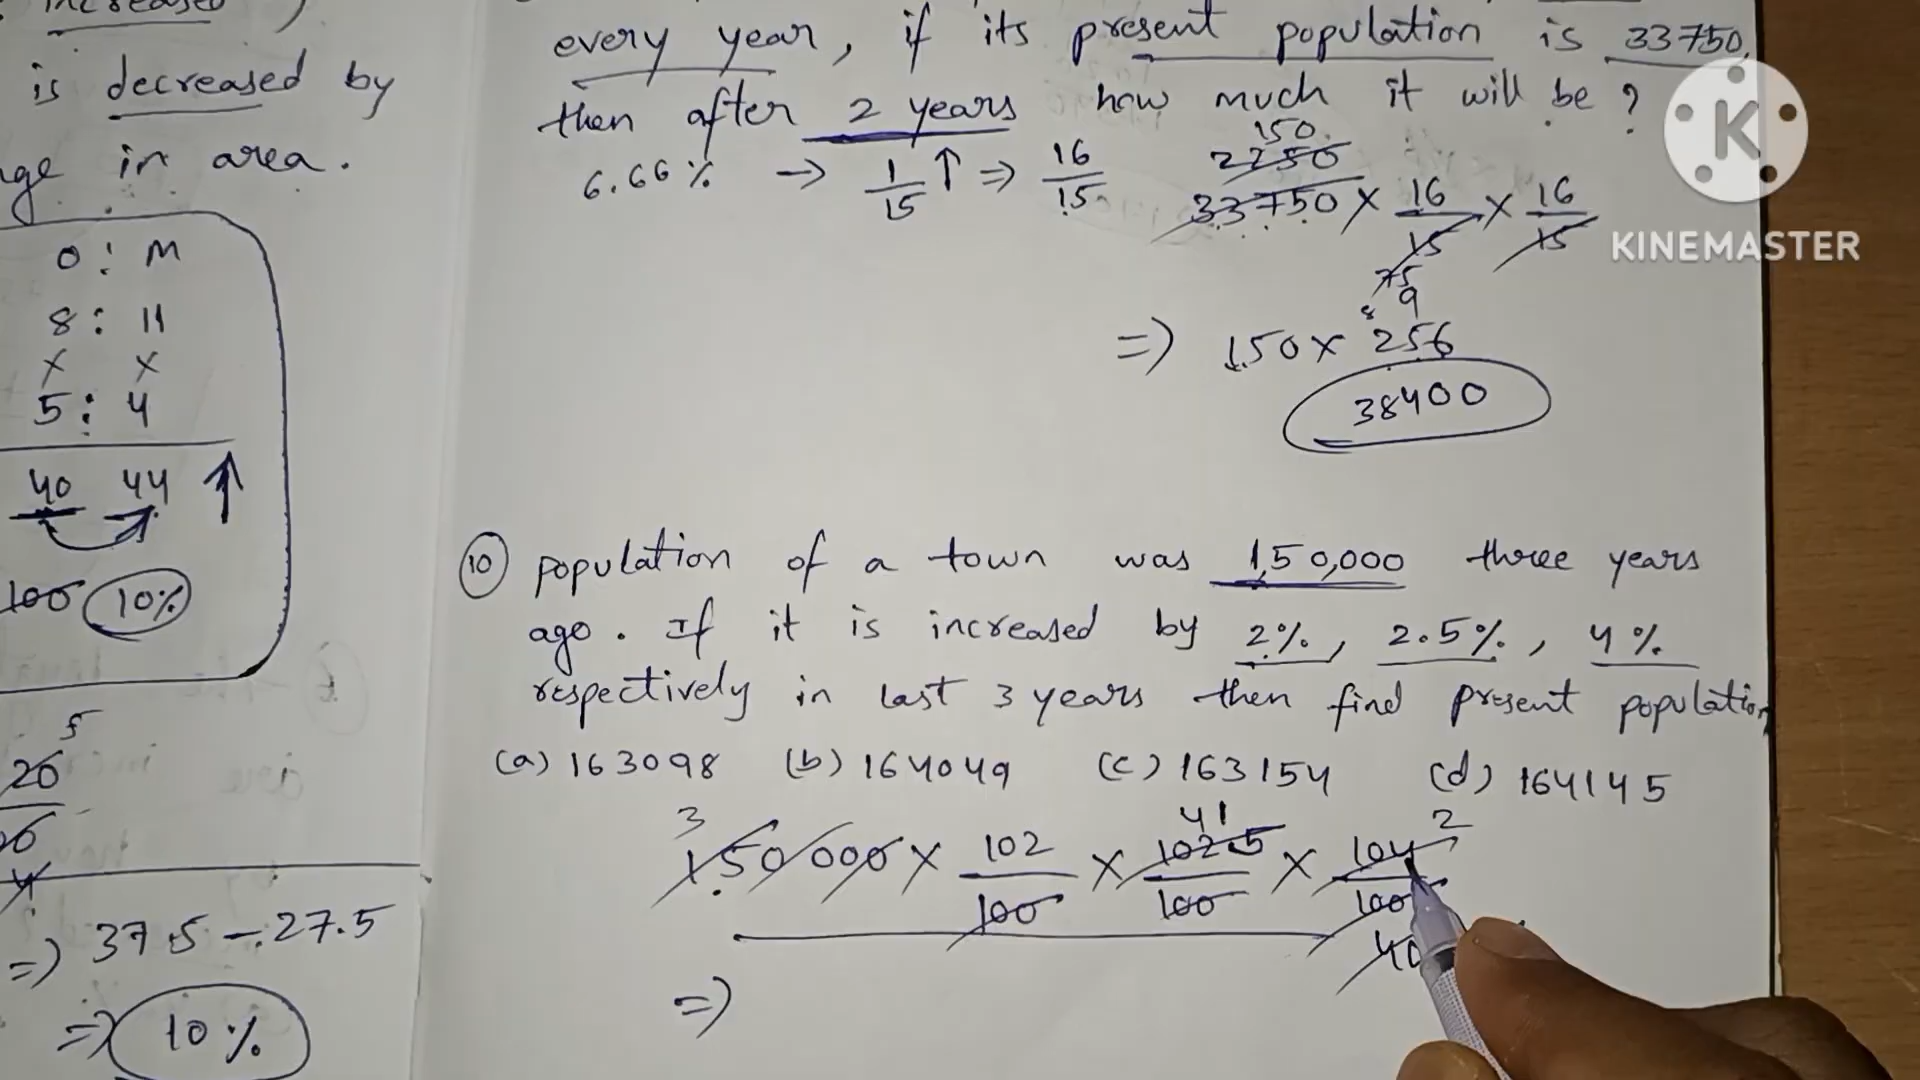 is decreased by
in area.
0 : M
8 : 11
× ×
5 : 4
40 44 ↑
100 10%
5
20
=) 37.5 - 27.5
=) 10%
every year, if its present population is 33750,
then after 2 years how much it will be ?
6.66% → 1/15 ↑ => 16/15
150
2250
33750 × 16/15 × 16/15
75
8 9
=) 150 × 256
38400
K
KINEMASTER
10 population of a town was 1,50,000 three years
ago. If it is increased by 2%, 2.5%, 4%
respectively in last 3 years then find present population
(a) 163098 (b) 164049 (c) 163154 (d) 164145
3 41 2
150000 × 102/100 × 102.5/100 × 104/100
40
=)